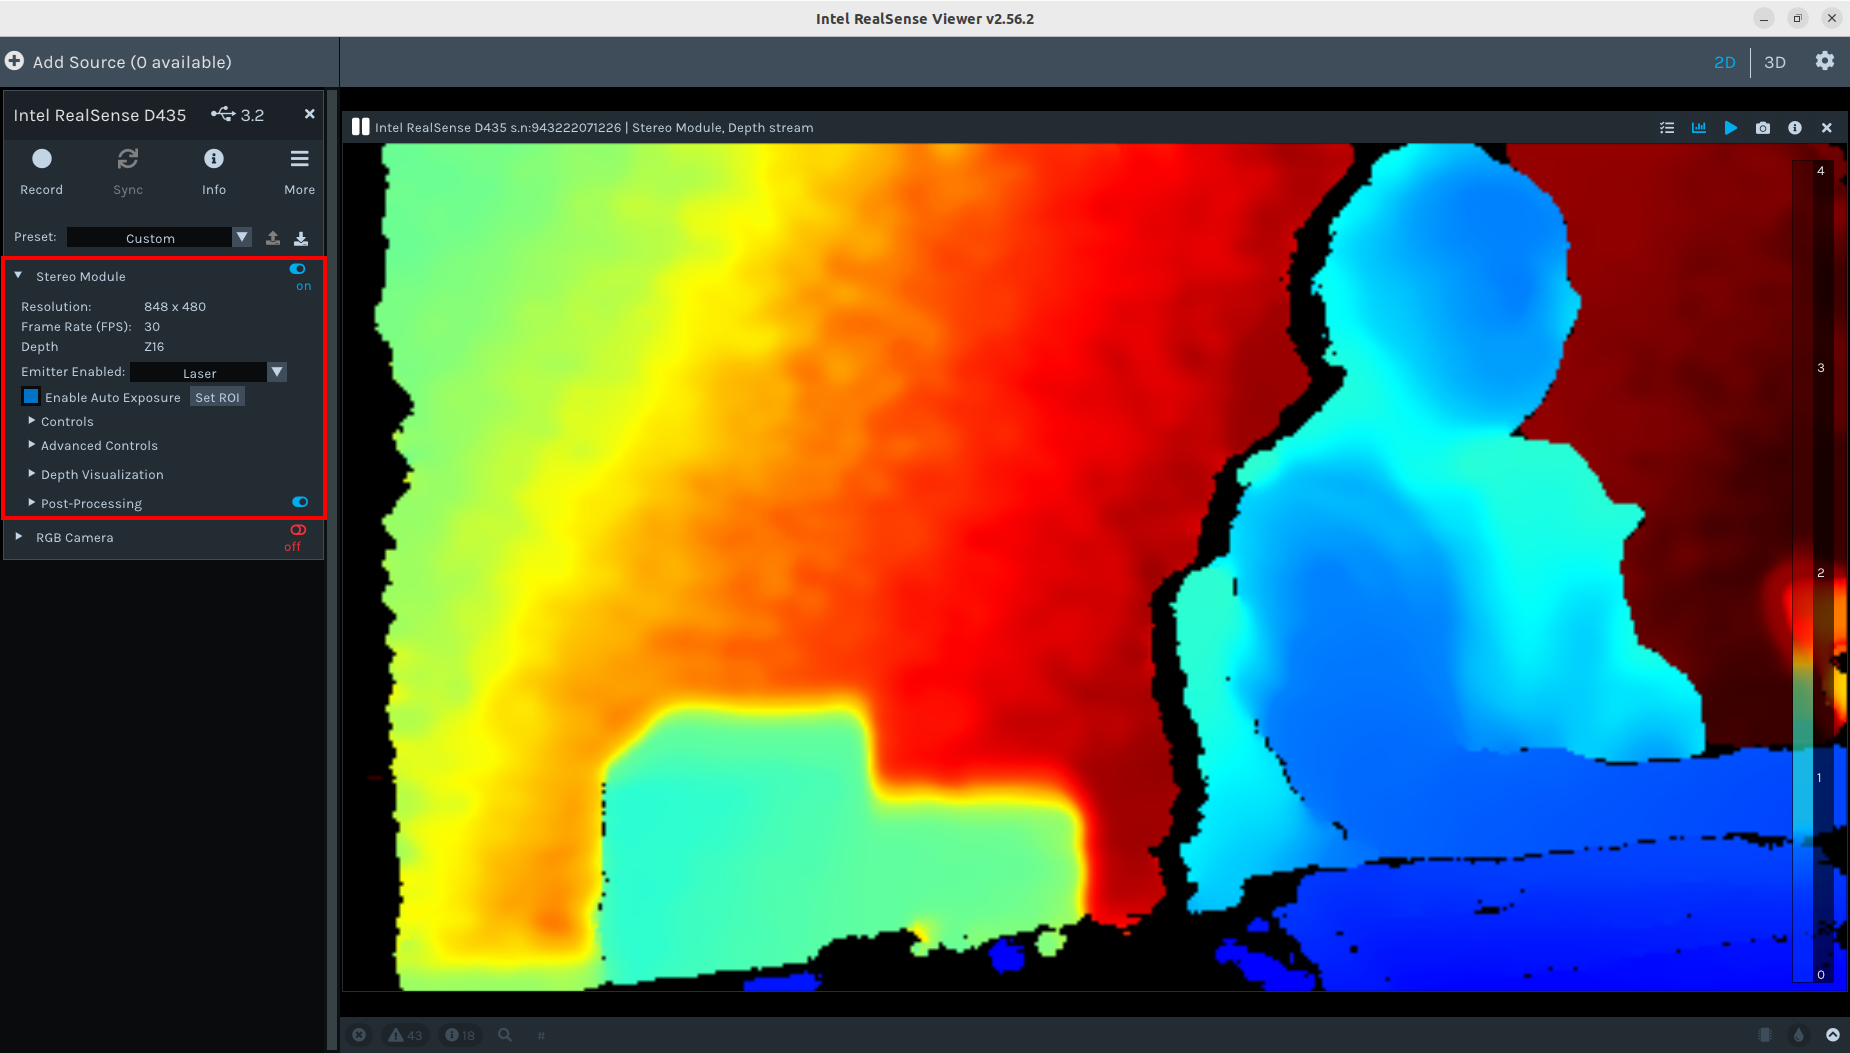 Intel RealSense Viewer v2.56.2
Add Source (0 available)
2D 3D
Intel RealSense D435 3.2
Record Sync Info More
Preset: Custom
Stereo Module
on
Resolution: 848 x 480
Frame Rate (FPS): 30
Depth Z16
Emitter Enabled: Laser
Enable Auto Exposure Set ROI
Controls
Advanced Controls
Depth Visualization
Post-Processing
RGB Camera
off
Intel RealSense D435 s.n:943222071226 | Stereo Module, Depth stream
4
3
2
1
0
43 18 #